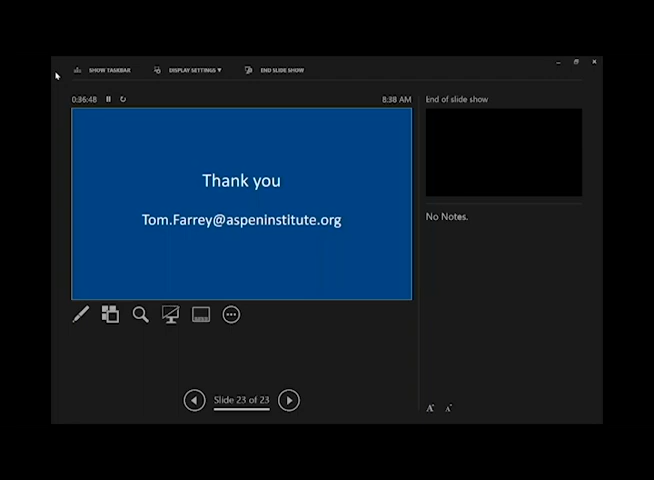 SHOW TASKBAR
DISPLAY SETTINGS ▼
END SLIDE SHOW
0:36:48
8:38 AM
Thank you
Tom.Farrey@aspeninstitute.org
End of slide show
No Notes.
Slide 23 of 23
A A